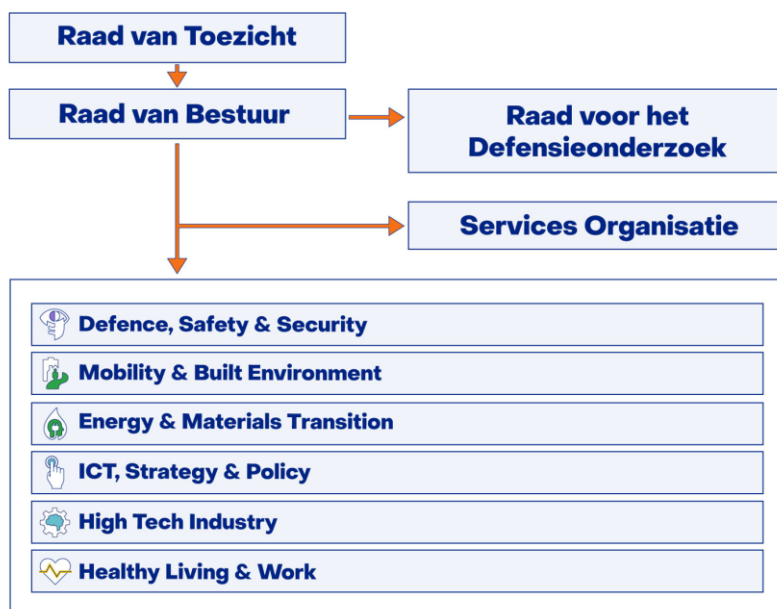 Raad van Toezicht
Raad van Bestuur
Raad voor het
Defensieonderzoek
Services Organisatie
Defence, Safety & Security
Mobility & Built Environment
Energy & Materials Transition
ICT, Strategy & Policy
High Tech Industry
Healthy Living & Work